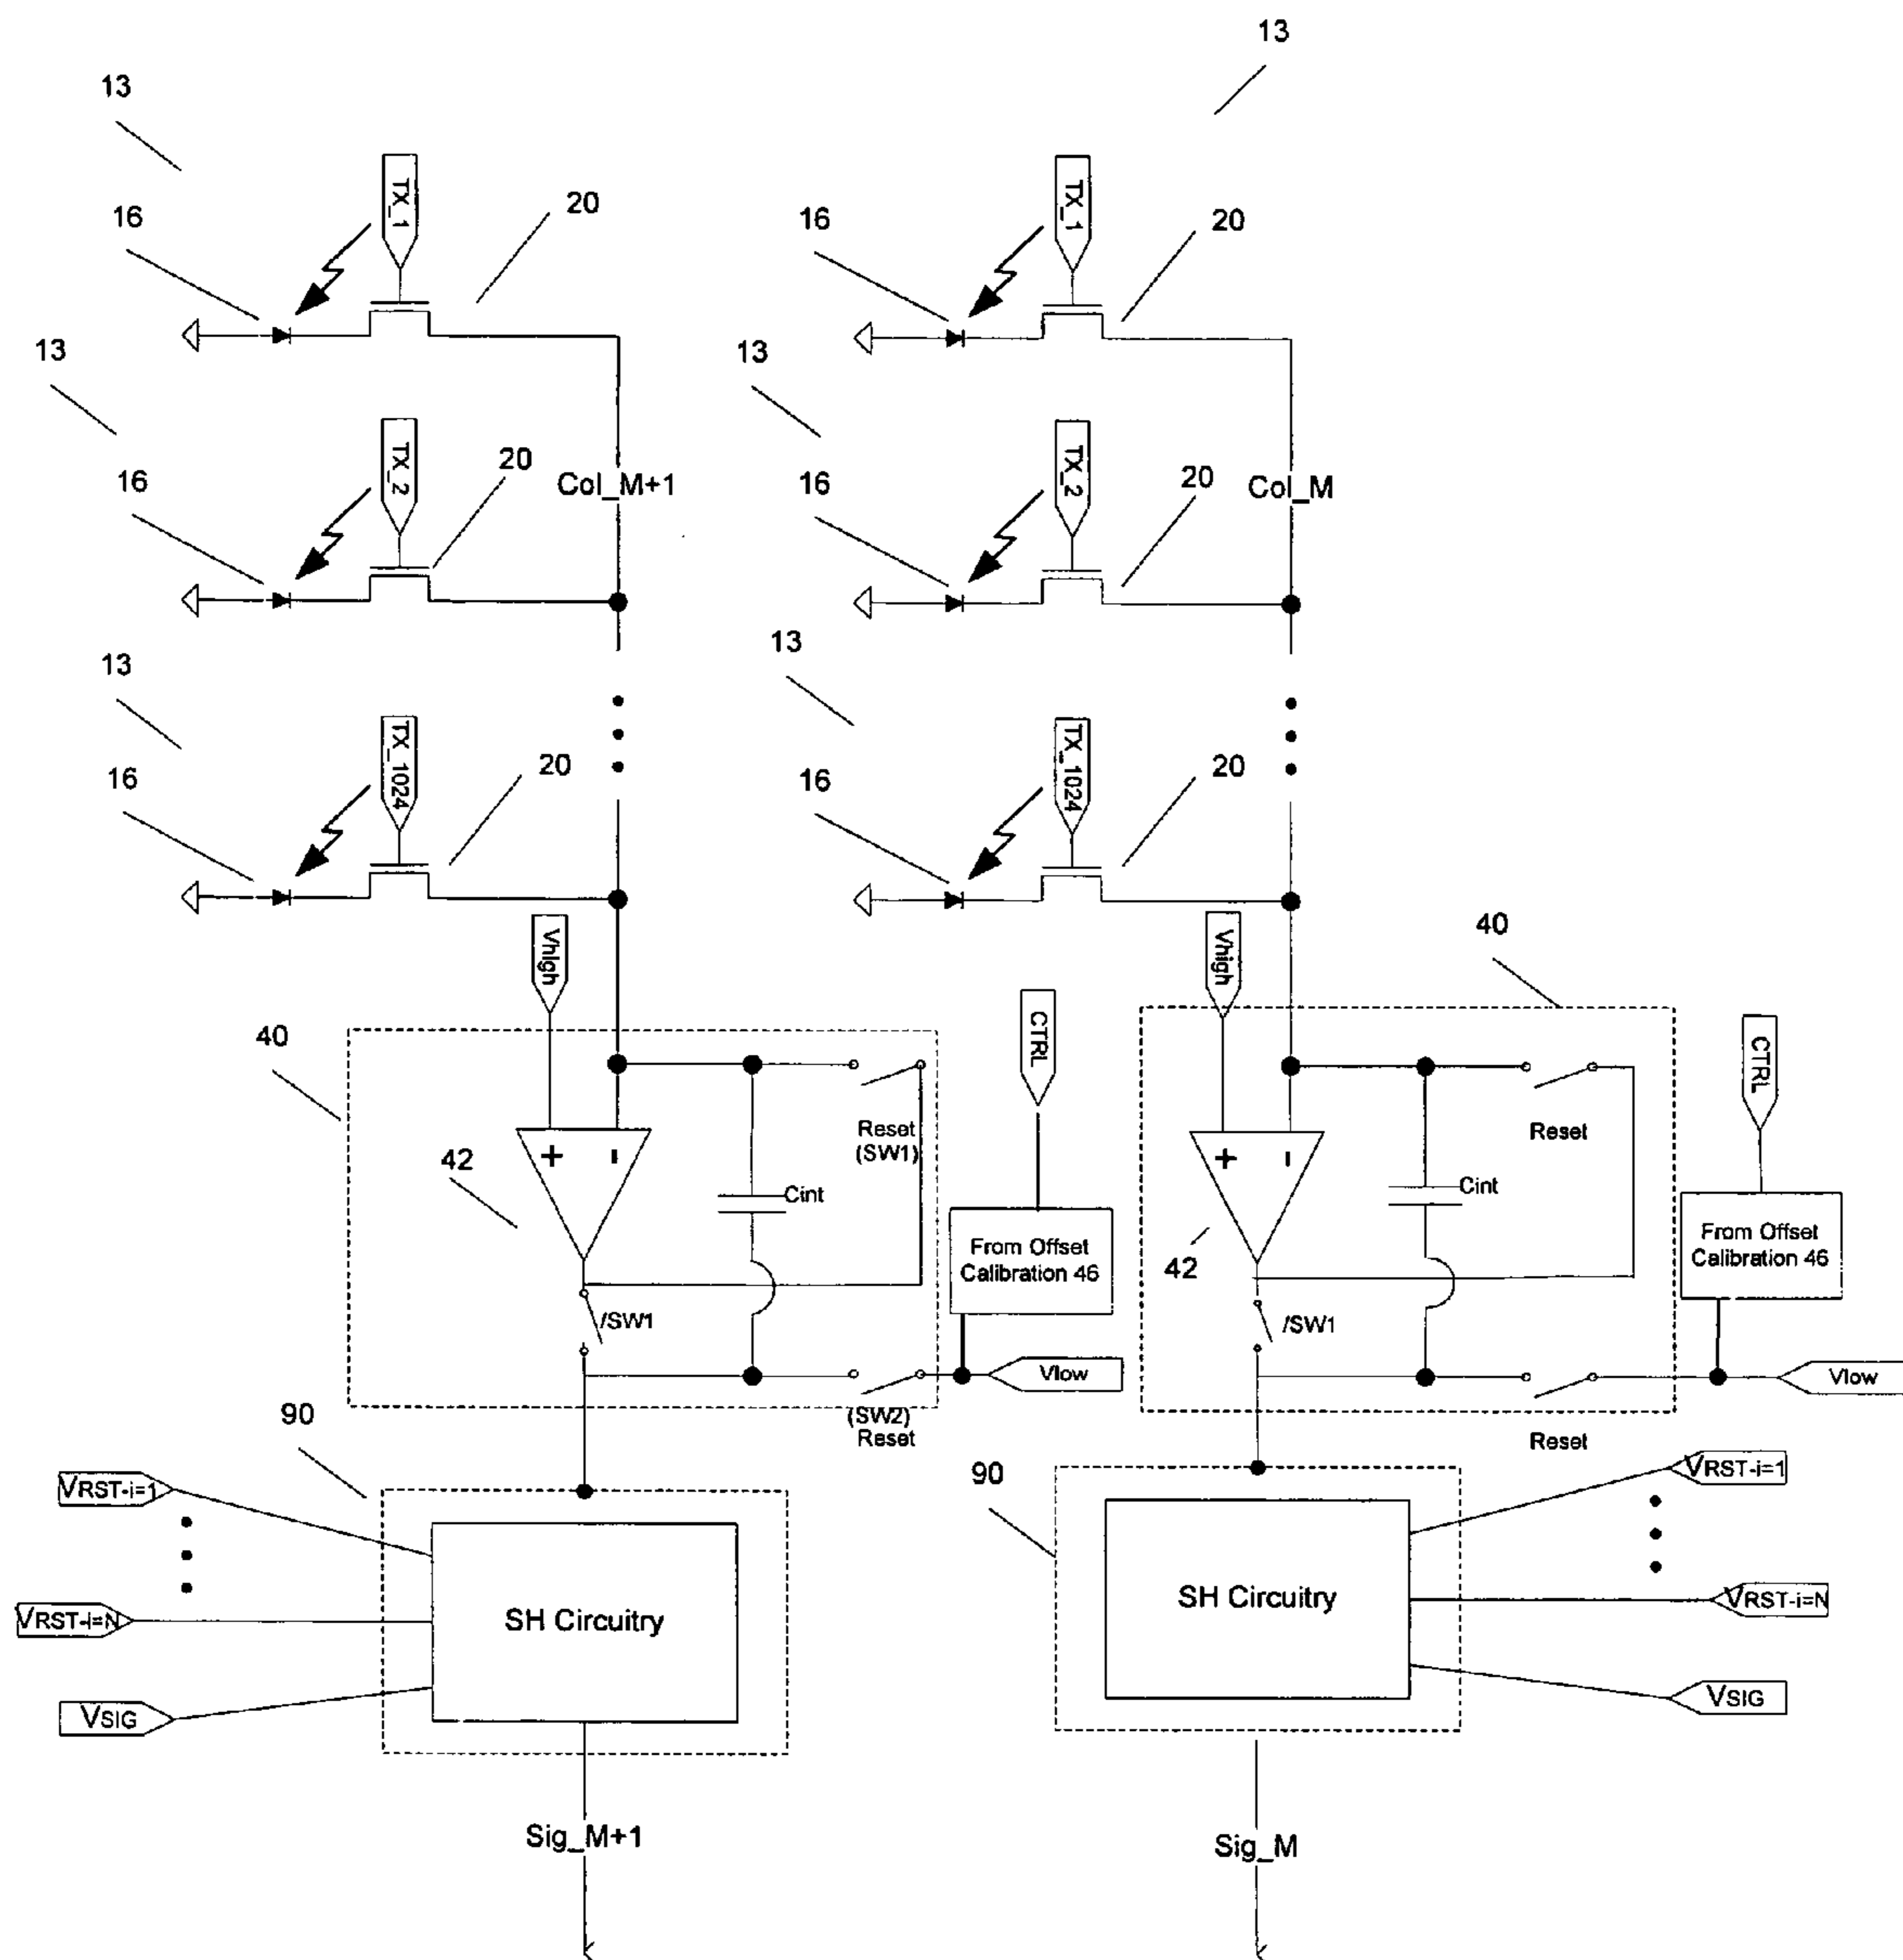 13
13
TX_1
TX_1
16
20
16
20
13
13
TX_2
TX_2
16
20
16
20
Col_M+1
Col_M
13
13
TX_1024
TX_1024
16
20
16
20
Vhigh
Vhigh
40
40
CTRL
CTRL
+
-
+
-
Reset
(SW1)
Reset
42
42
Cint
Cint
From Offset
Calibration 46
From Offset
Calibration 46
/SW1
/SW1
Vlow
Vlow
(SW2)
Reset
Reset
90
90
VRST-i=1
VRST-i=1
VRST-i=N
VRST-i=N
SH Circuitry
SH Circuitry
VSIG
VSIG
Sig_M+1
Sig_M